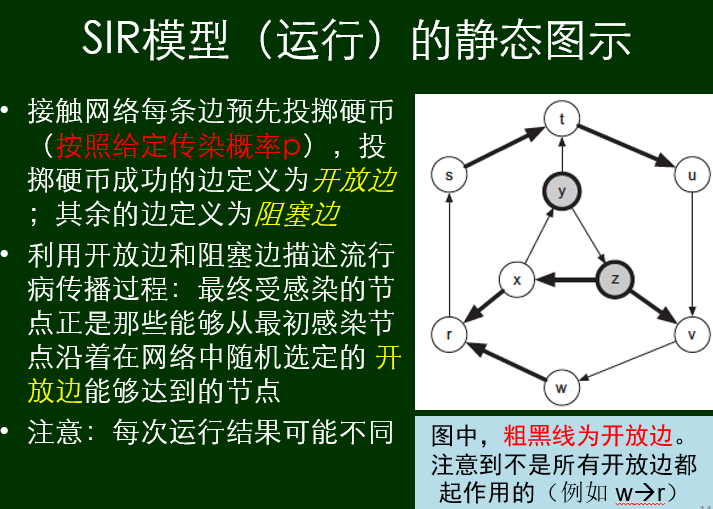 SIR模型（运行）的静态图示
• 接触网络每条边预先投掷硬币
（按照给定传染概率p），投
掷硬币成功的边定义为开放边
；其余的边定义为阻塞边
• 利用开放边和阻塞边描述流行
病传播过程：最终受感染的节
点正是那些能够从最初感染节
点沿着在网络中随机选定的 开
放边能够达到的节点
• 注意：每次运行结果可能不同
t
s
u
y
x
z
r
v
w
图中，粗黑线为开放边。
注意到不是所有开放边都
起作用的（例如 w→r）
14